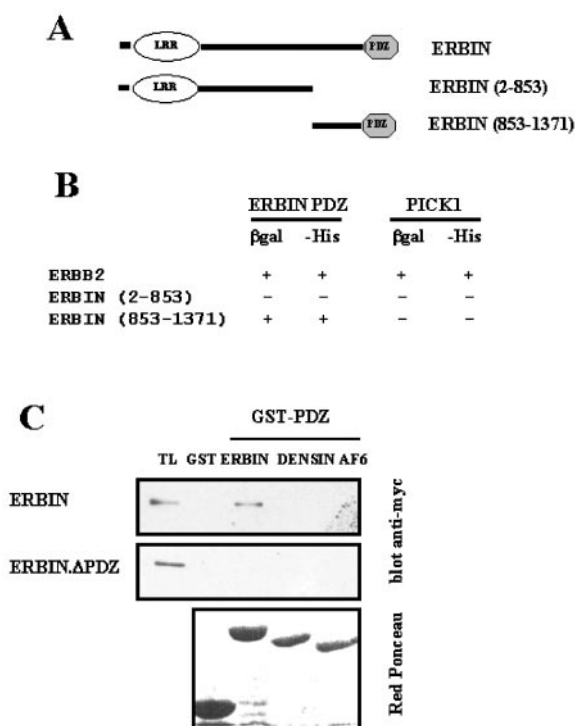 A
LRR PDZ ERBIN
LRR ERBIN (2-853)
PDZ ERBIN (853-1371)
B
ERBIN PDZ PICK1
βgal -His βgal -His
ERBB2 + + + +
ERBIN (2-853) - - - -
ERBIN (853-1371) + + - -
C
GST-PDZ
TL GST ERBIN DENSIN AF6
ERBIN
ERBIN.ΔPDZ
blot anti-myc
Red Ponceau